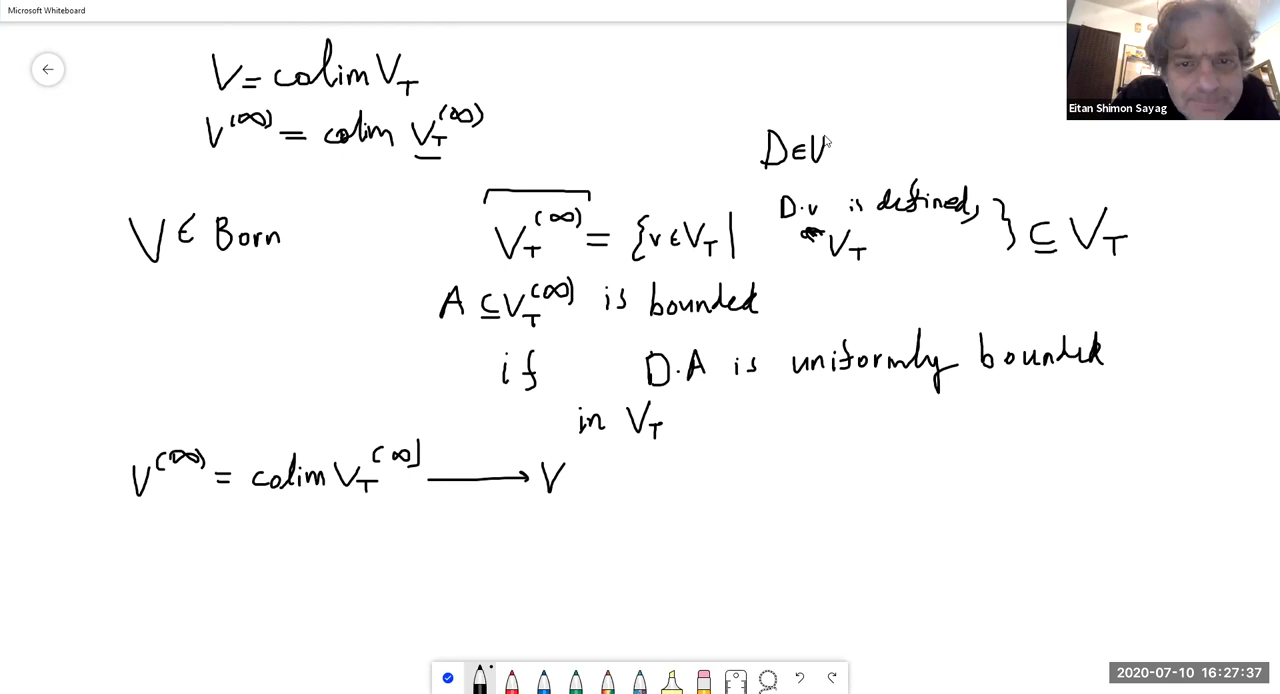 Microsoft Whiteboard
V = colim V_T
V^(∞) = colim V_T^(∞)
Eitan Shimon Sayag
D ∈ V
V ∈ Born
V_T^(∞) = {v ∈ V_T | D·v is defined, V_T } ⊆ V_T
A ⊆ V_T^(∞) is bounded
if D.A is uniformly bounded
in V_T
V^(∞) = colim V_T^(∞) → V
2020-07-10 16:27:37